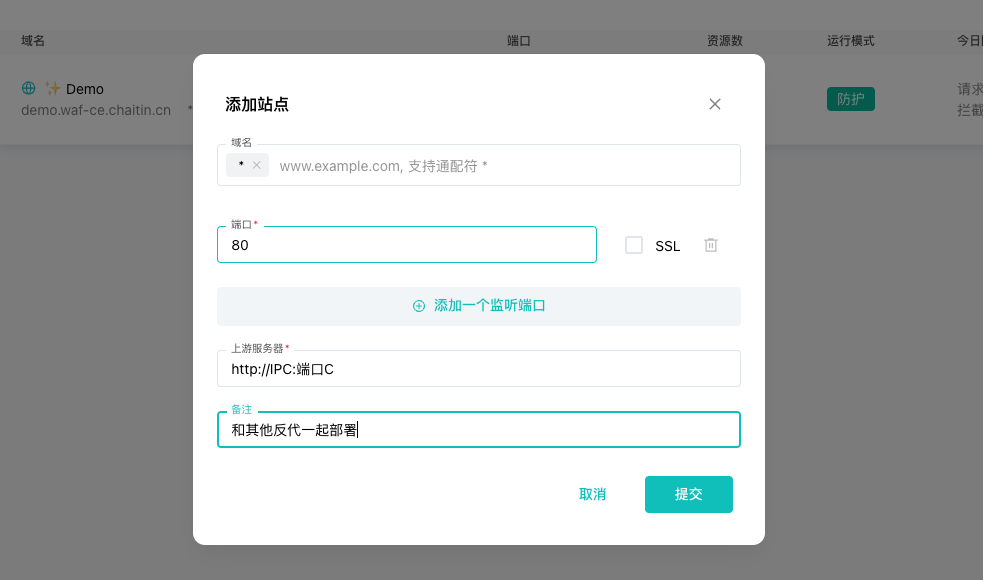 域名 端口 资源数 运行模式 今日
✨ Demo 防护 请求
demo.waf-ce.chaitin.cn * 拦截
添加站点
域名
* www.example.com, 支持通配符 *
端口*
80 SSL
添加一个监听端口
上游服务器*
http://IPC:端口C
备注
和其他反代一起部署
取消 提交